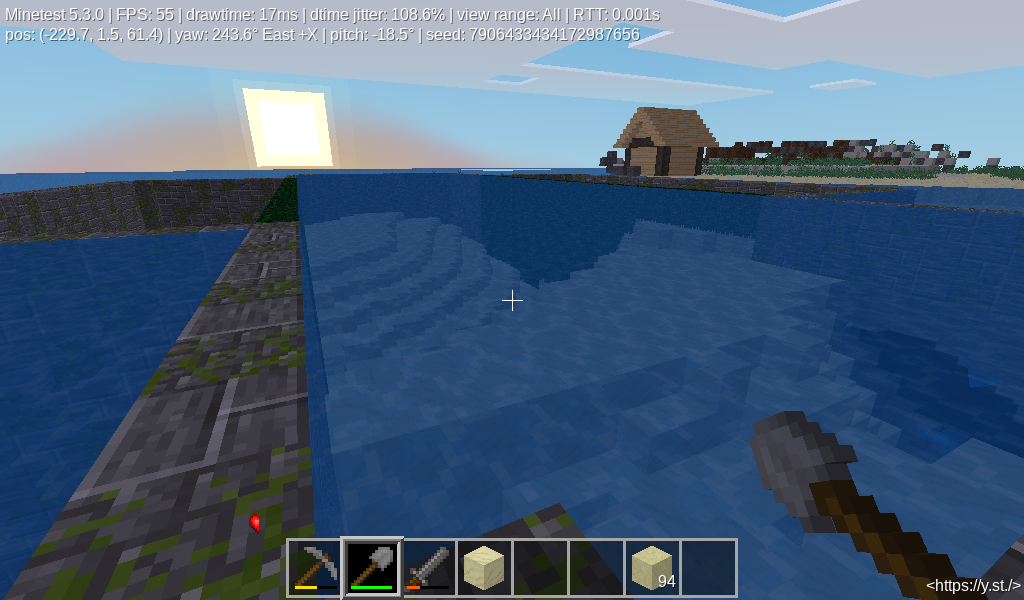 Minetest 5.3.0 | FPS: 55 | drawtime: 17ms | dtime jitter: 108.6% | view range: All | RTT: 0.001s
pos: (-229.7, 1.5, 61.4) | yaw: 243.6° East +X | pitch: -18.5° | seed: 7906433434172987656
94
<https://y.st./>